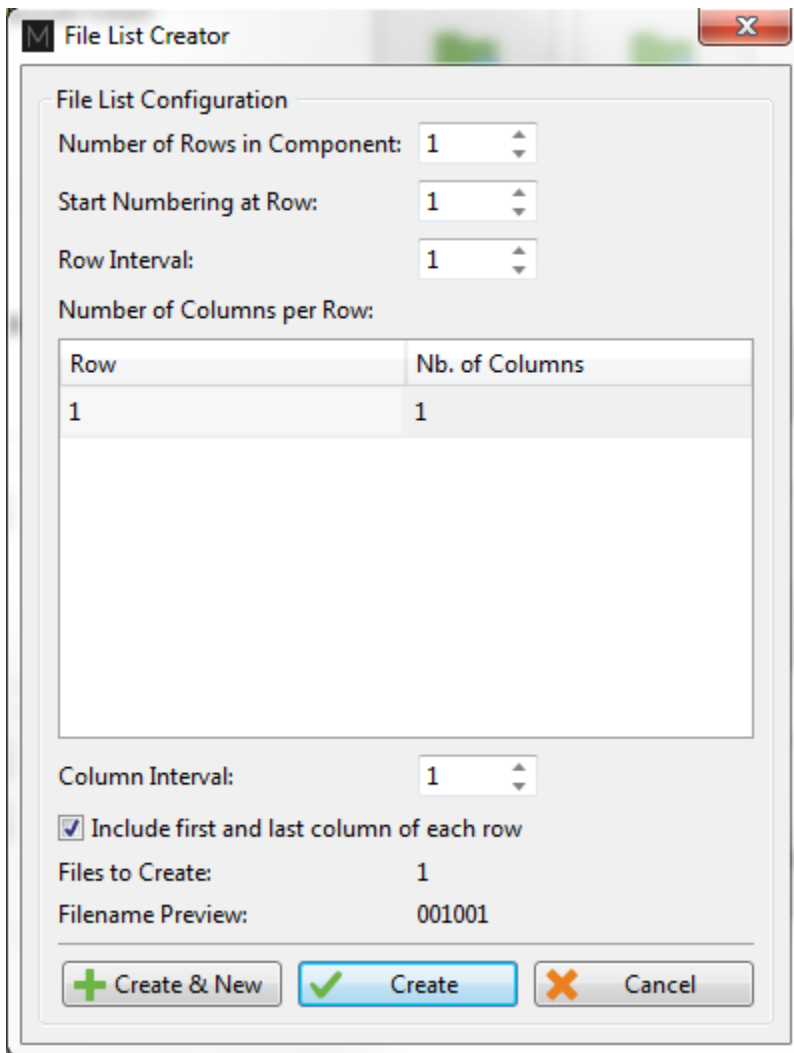 M File List Creator
File List Configuration
Number of Rows in Component: 1
Start Numbering at Row: 1
Row Interval: 1
Number of Columns per Row:
Row Nb. of Columns
1 1
Column Interval: 1
Include first and last column of each row
Files to Create: 1
Filename Preview: 001001
Create & New Create Cancel